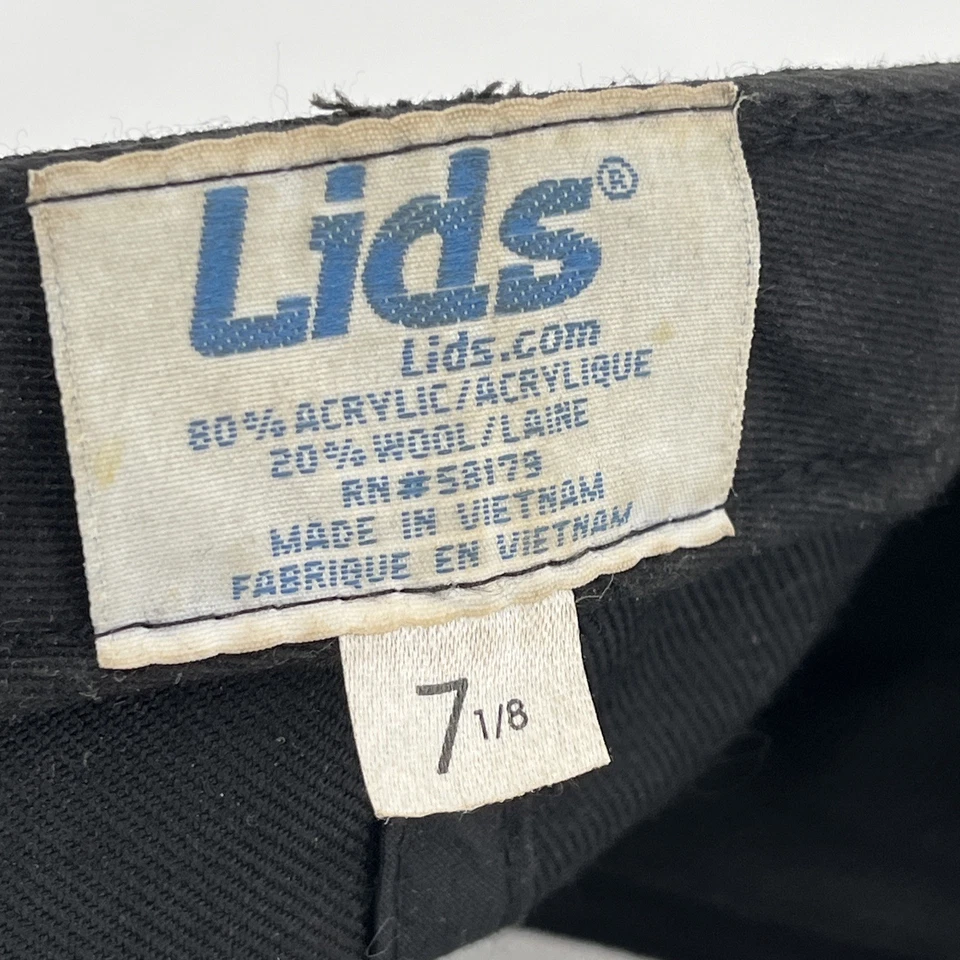 Lids®
Lids.com
80% ACRYLIC/ACRYLIQUE
20% WOOL/LAINE
RN#58179
MADE IN VIETNAM
FABRIQUE EN VIETNAM
7 1/8